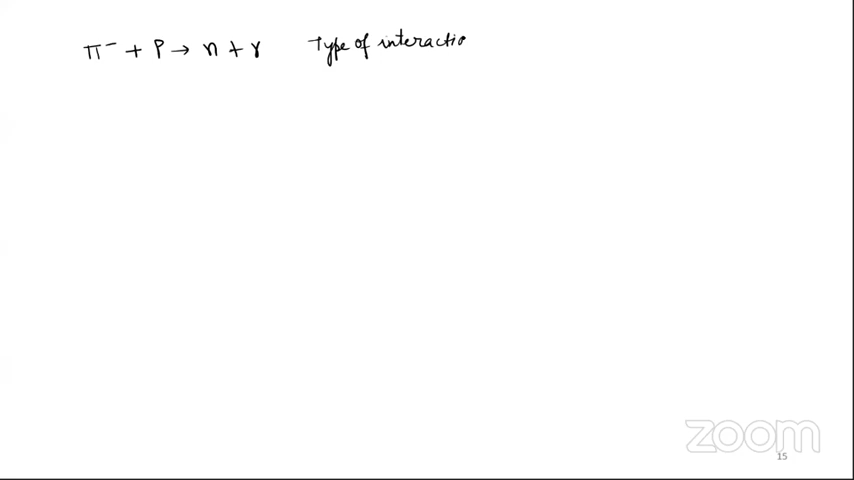 π⁻ + p → n + γ Type of interactio
zoom
15